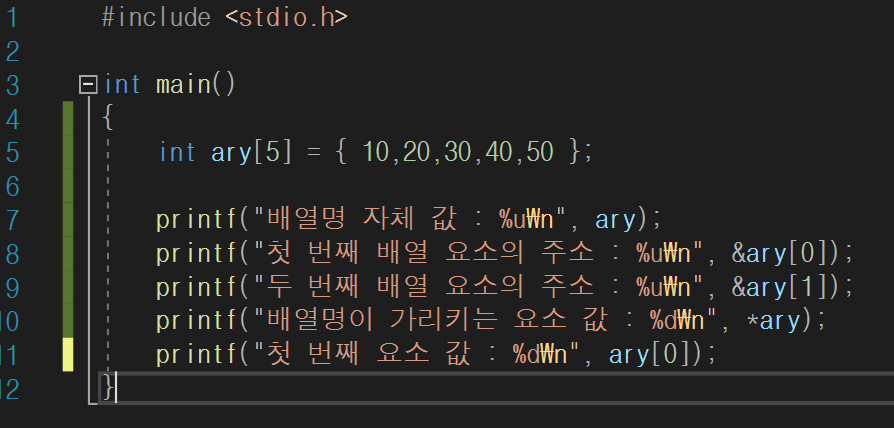 1 #include <stdio.h>
2
3 int main()
4 {
5 int ary[5] = { 10,20,30,40,50 };
6
7 printf("배열명 자체 값 : %u₩n", ary);
8 printf("첫 번째 배열 요소의 주소 : %u₩n", &ary[0]);
9 printf("두 번째 배열 요소의 주소 : %u₩n", &ary[1]);
10 printf("배열명이 가리키는 요소 값 : %d₩n", *ary);
11 printf("첫 번째 요소 값 : %d₩n", ary[0]);
12 }